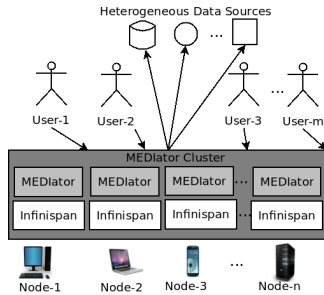 Heterogeneous Data Sources
...
User-1 User-2 User-3 ... User-m
MEDIator Cluster
MEDIator MEDIator MEDIator ... MEDIator
Infinispan Infinispan Infinispan ... Infinispan
...
Node-1 Node-2 Node-3 Node-n